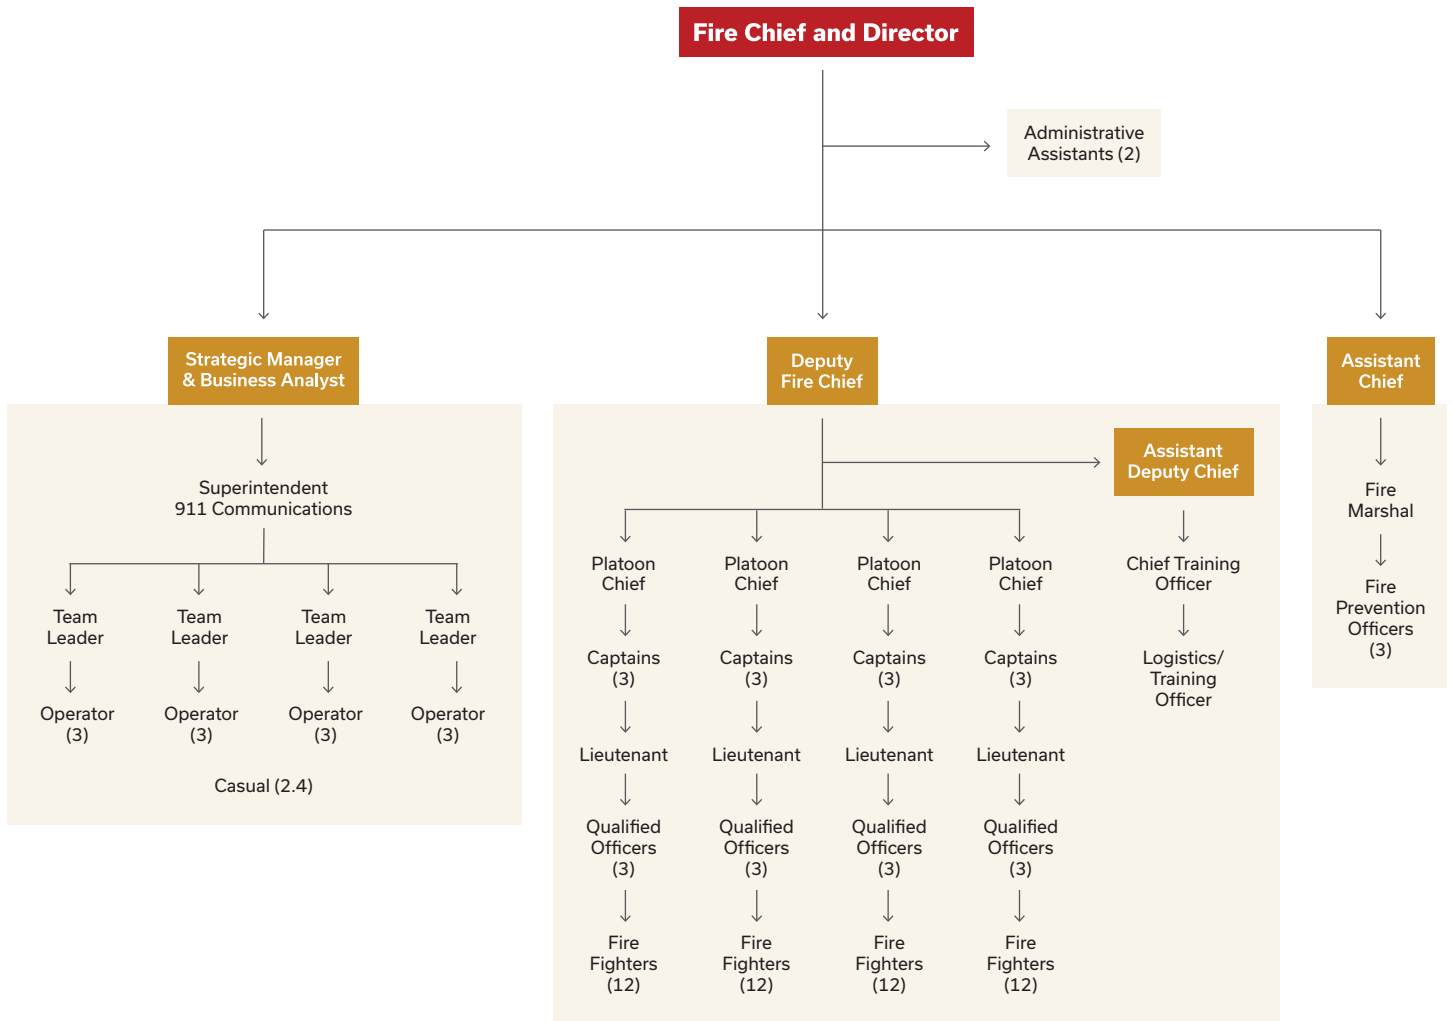 Fire Chief and Director
Administrative
Assistants (2)
Strategic Manager
& Business Analyst
Superintendent
911 Communications
Team
Leader
Operator
(3)
Team
Leader
Operator
(3)
Team
Leader
Operator
(3)
Team
Leader
Operator
(3)
Casual (2.4)
Deputy
Fire Chief
Platoon
Chief
Captains
(3)
Lieutenant
Qualified
Officers
(3)
Fire
Fighters
(12)
Platoon
Chief
Captains
(3)
Lieutenant
Qualified
Officers
(3)
Fire
Fighters
(12)
Platoon
Chief
Captains
(3)
Lieutenant
Qualified
Officers
(3)
Fire
Fighters
(12)
Platoon
Chief
Captains
(3)
Lieutenant
Qualified
Officers
(3)
Fire
Fighters
(12)
Assistant
Deputy Chief
Chief Training
Officer
Logistics/
Training
Officer
Assistant
Chief
Fire
Marshal
Fire
Prevention
Officers
(3)